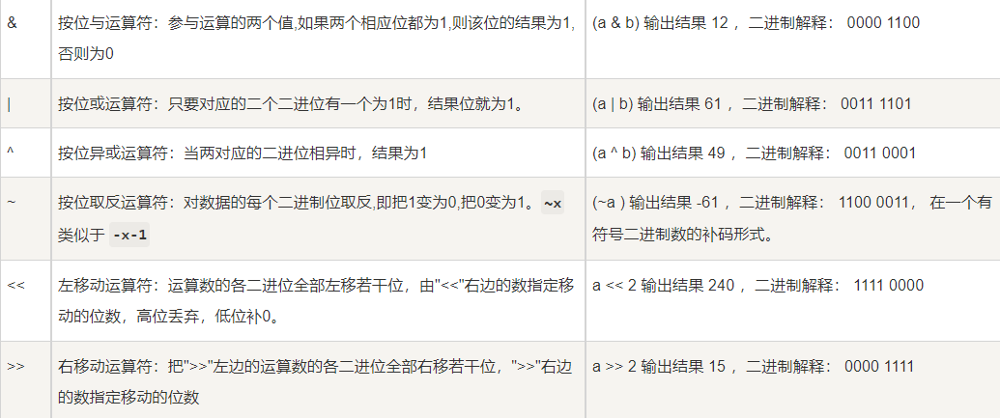 & 按位与运算符：参与运算的两个值,如果两个相应位都为1,则该位的结果为1, (a & b) 输出结果 12 ，二进制解释： 0000 1100
否则为0
| 按位或运算符：只要对应的二个二进位有一个为1时，结果位就为1。 (a | b) 输出结果 61 ，二进制解释： 0011 1101
^ 按位异或运算符：当两对应的二进位相异时，结果为1 (a ^ b) 输出结果 49 ，二进制解释： 0011 0001
~ 按位取反运算符：对数据的每个二进制位取反,即把1变为0,把0变为1。~x (~a ) 输出结果 -61 ，二进制解释： 1100 0011， 在一个有
类似于 -x-1 符号二进制数的补码形式。
<< 左移动运算符：运算数的各二进位全部左移若干位，由"<<"右边的数指定移 a << 2 输出结果 240 ，二进制解释： 1111 0000
动的位数，高位丢弃，低位补0。
>> 右移动运算符：把">>"左边的运算数的各二进位全部右移若干位，">>"右边 a >> 2 输出结果 15 ，二进制解释： 0000 1111
的数指定移动的位数